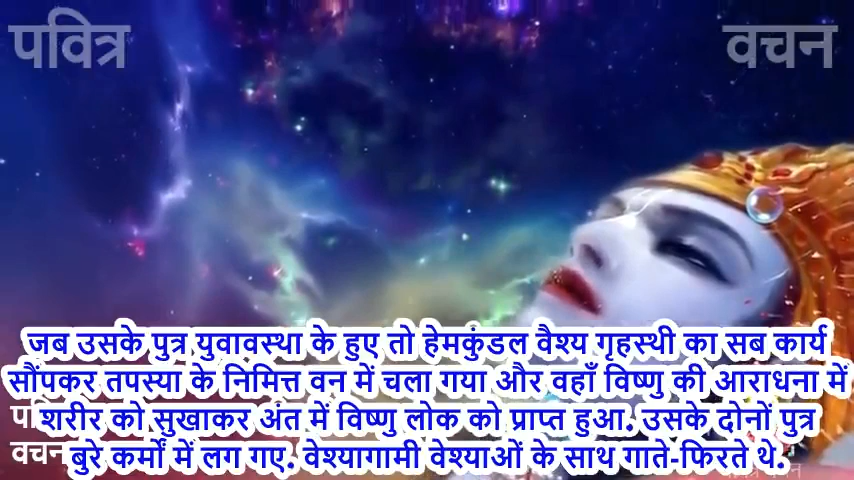 पवित्र वचन
जब उसके पुत्र युवावस्था के हुए तो हेमकुंडल वैश्य गृहस्थी का सब कार्य
सौंपकर तपस्या के निमित्त वन में चला गया और वहाँ विष्णु की आराधना में
शरीर को सुखाकर अंत में विष्णु लोक को प्राप्त हुआ. उसके दोनों पुत्र
वचन
बुरे कर्मों में लग गए. वेश्यागामी वेश्याओं के साथ गाते-फिरते थे.